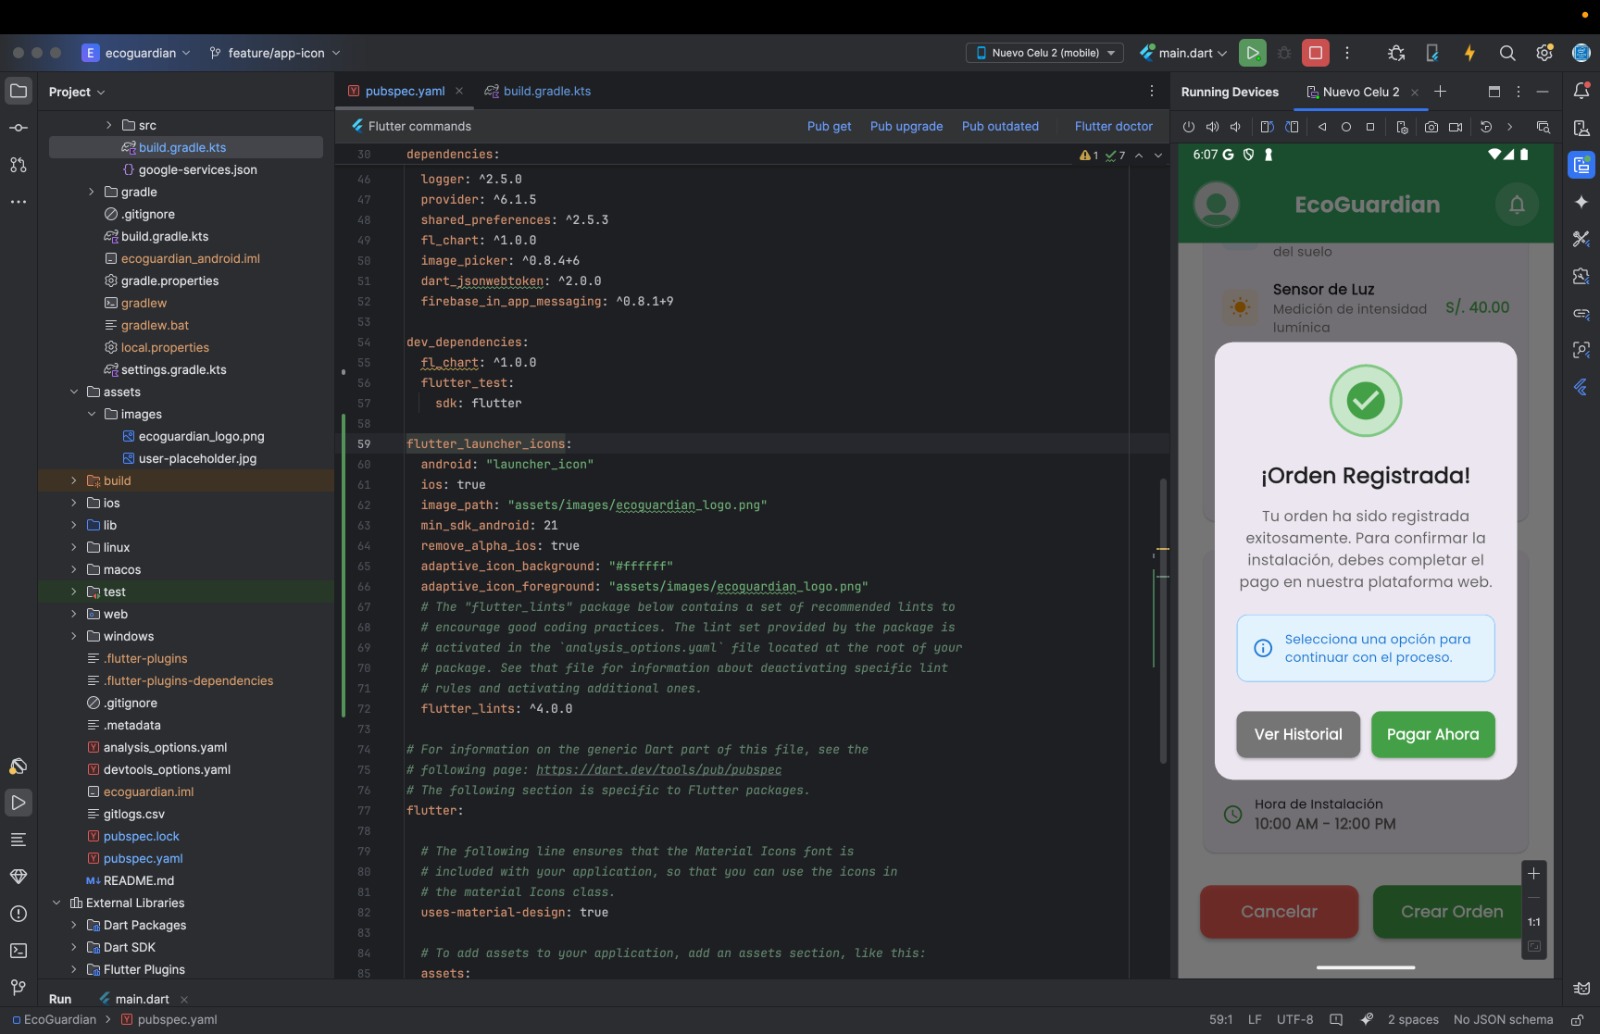 E ecoguardian
feature/app-icon
Nuevo Celu 2 (mobile)
main.dart
Project
src
build.gradle.kts
google-services.json
gradle
.gitignore
build.gradle.kts
ecoguardian_android.iml
gradle.properties
gradlew
gradlew.bat
local.properties
settings.gradle.kts
assets
images
ecoguardian_logo.png
user-placeholder.jpg
build
ios
lib
linux
macos
test
web
windows
.flutter-plugins
.flutter-plugins-dependencies
.gitignore
.metadata
analysis_options.yaml
devtools_options.yaml
ecoguardian.iml
gitlogs.csv
pubspec.lock
pubspec.yaml
M↓ README.md
External Libraries
Dart Packages
Dart SDK
Flutter Plugins
pubspec.yaml
build.gradle.kts
Flutter commands
Pub get
Pub upgrade
Pub outdated
Flutter doctor
1 7
30 dependencies:
46 logger: ^2.5.0
47 provider: ^6.1.5
48 shared_preferences: ^2.5.3
49 fl_chart: ^1.0.0
50 image_picker: ^0.8.4+6
51 dart_jsonwebtoken: ^2.0.0
52 firebase_in_app_messaging: ^0.8.1+9
53
54 dev_dependencies:
55 fl_chart: ^1.0.0
56 flutter_test:
57 sdk: flutter
58
59 flutter_launcher_icons:
60 android: "launcher_icon"
61 ios: true
62 image_path: "assets/images/ecoguardian_logo.png"
63 min_sdk_android: 21
64 remove_alpha_ios: true
65 adaptive_icon_background: "#ffffff"
66 adaptive_icon_foreground: "assets/images/ecoguardian_logo.png"
67 # The "flutter_lints" package below contains a set of recommended lints to
68 # encourage good coding practices. The lint set provided by the package is
69 # activated in the `analysis_options.yaml` file located at the root of your
70 # package. See that file for information about deactivating specific lint
71 # rules and activating additional ones.
72 flutter_lints: ^4.0.0
73
74 # For information on the generic Dart part of this file, see the
75 # following page: https://dart.dev/tools/pub/pubspec
76 # The following section is specific to Flutter packages.
77 flutter:
78
79 # The following line ensures that the Material Icons font is
80 # included with your application, so that you can use the icons in
81 # the material Icons class.
82 uses-material-design: true
83
84 # To add assets to your application, add an assets section, like this:
85 assets:
Running Devices
Nuevo Celu 2
6:07 G
EcoGuardian
del suelo
Sensor de Luz
Medición de intensidad
lumínica
S/. 40.00
¡Orden Registrada!
Tu orden ha sido registrada
exitosamente. Para confirmar la
instalación, debes completar el
pago en nuestra plataforma web.
Selecciona una opción para
continuar con el proceso.
Ver Historial
Pagar Ahora
Hora de Instalación
10:00 AM - 12:00 PM
Cancelar
Crear Orden
1:1
Run
main.dart
EcoGuardian
pubspec.yaml
59:1
LF
UTF-8
2 spaces
No JSON schema